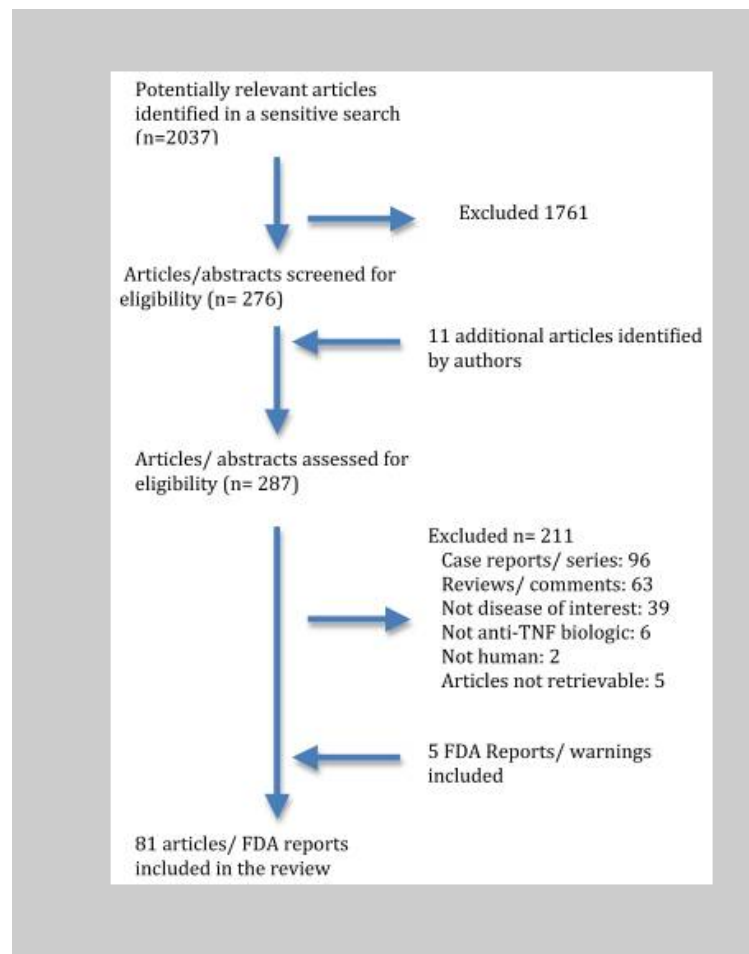 Potentially relevant articles
identified in a sensitive search
(n=2037)
Excluded 1761
Articles/abstracts screened for
eligibility (n= 276)
11 additional articles identified
by authors
Articles/ abstracts assessed for
eligibility (n= 287)
Excluded n= 211
Case reports/ series: 96
Reviews/ comments: 63
Not disease of interest: 39
Not anti-TNF biologic: 6
Not human: 2
Articles not retrievable: 5
5 FDA Reports/ warnings
included
81 articles/ FDA reports
included in the review